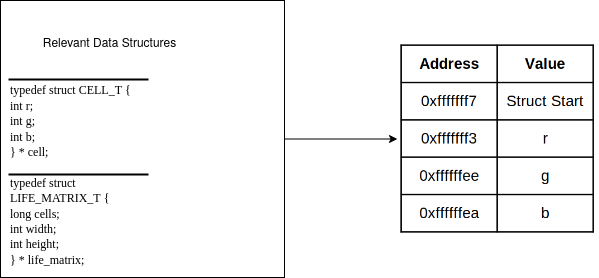 Relevant Data Structures
typedef struct CELL_T {
int r;
int g;
int b;
} * cell;
typedef struct
LIFE_MATRIX_T {
long cells;
int width;
int height;
} * life_matrix;
Address Value
0xfffffff7 Struct Start
0xfffffff3 r
0xffffffee g
0xffffffea b